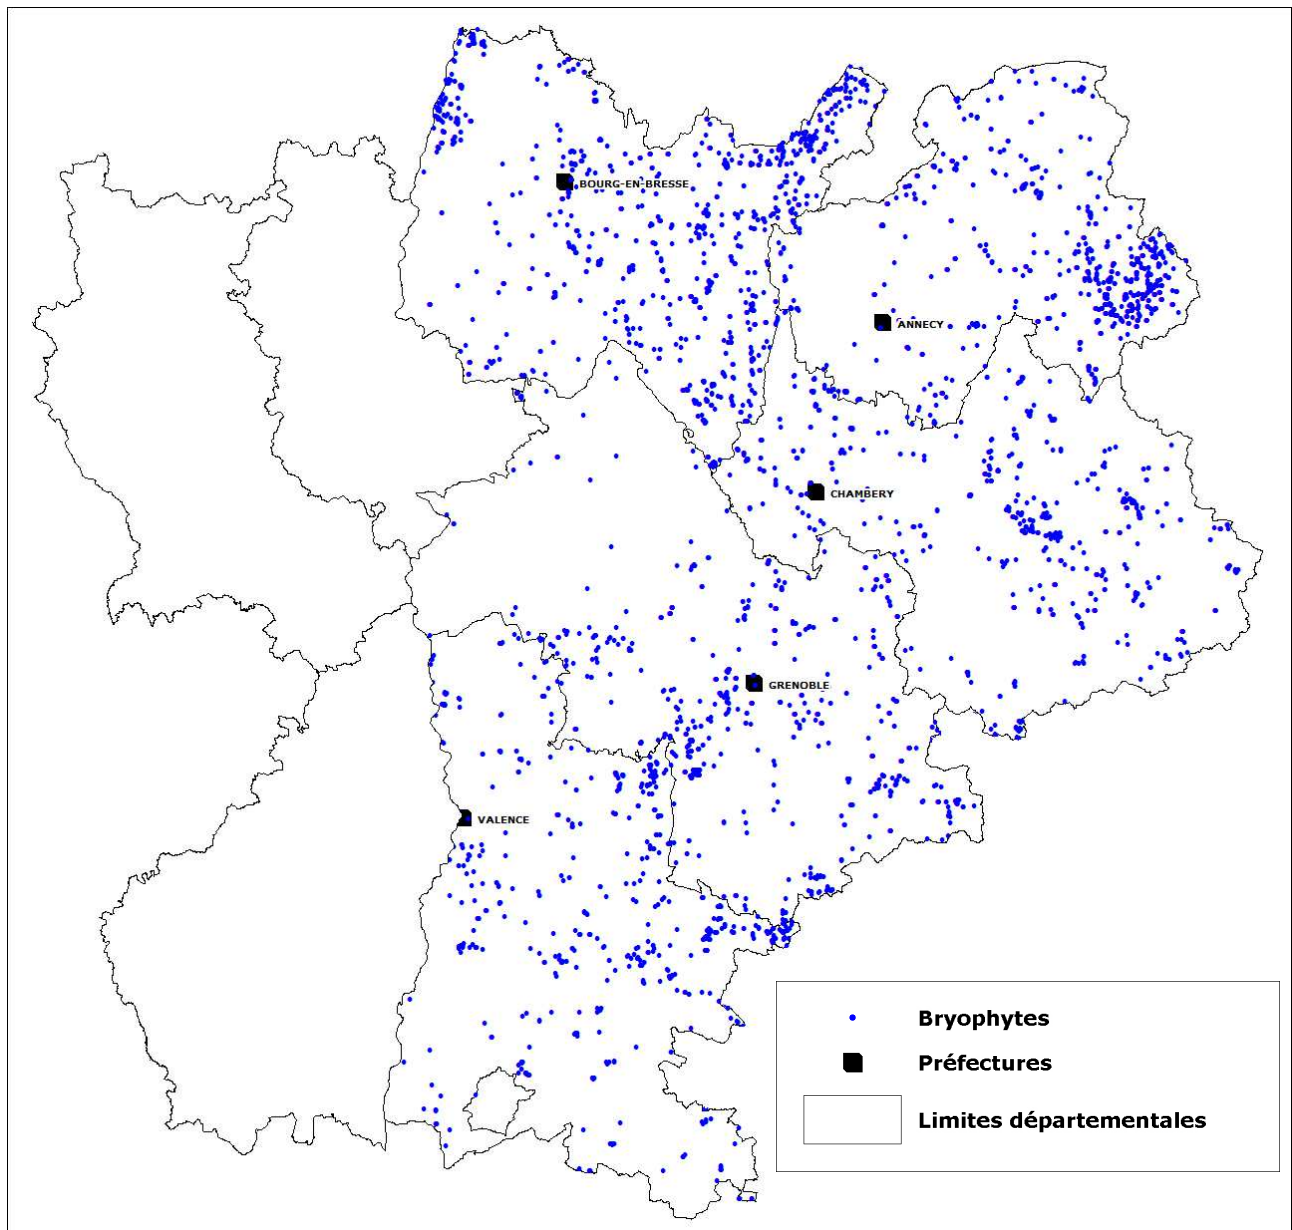 BOURG-EN-BRESSE
ANNECY
CHAMBERY
GRENOBLE
VALENCE
Bryophytes
Préfectures
Limites départementales